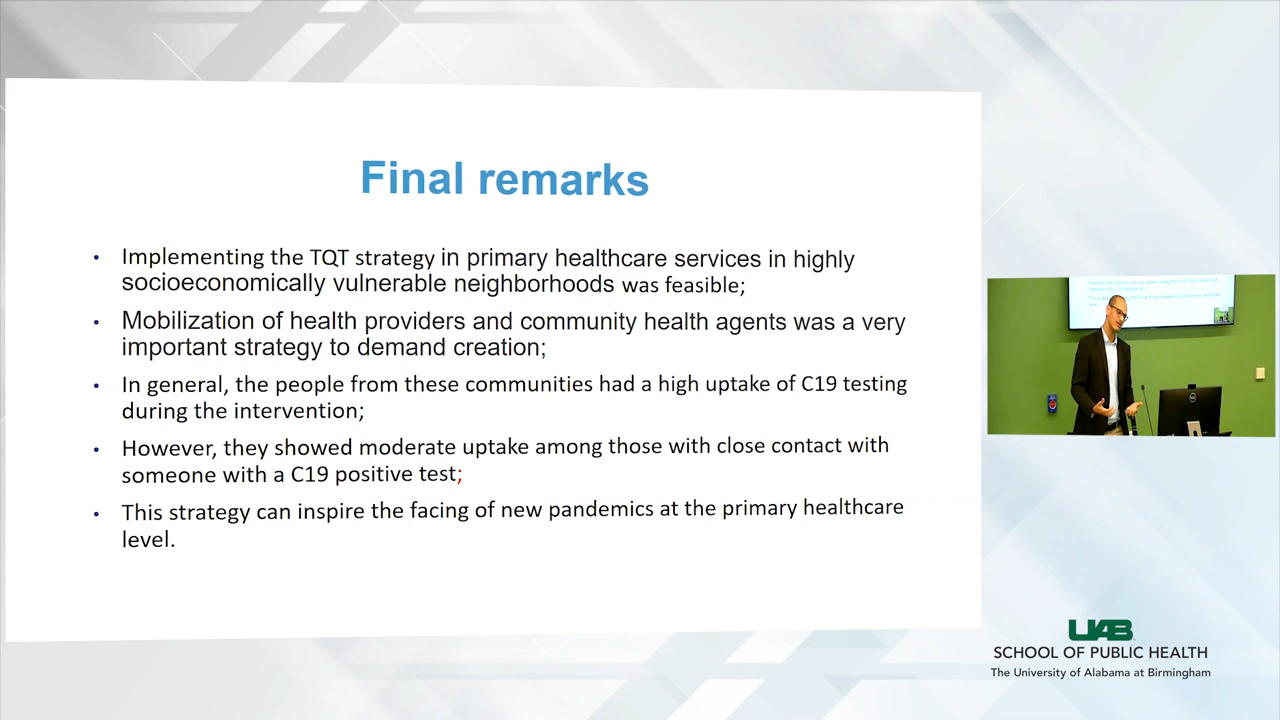 Final remarks
• Implementing the TQT strategy in primary healthcare services in highly
socioeconomically vulnerable neighborhoods was feasible;
• Mobilization of health providers and community health agents was a very
important strategy to demand creation;
• In general, the people from these communities had a high uptake of C19 testing
during the intervention;
• However, they showed moderate uptake among those with close contact with
someone with a C19 positive test;
• This strategy can inspire the facing of new pandemics at the primary healthcare
level.
UAB
SCHOOL OF PUBLIC HEALTH
The University of Alabama at Birmingham